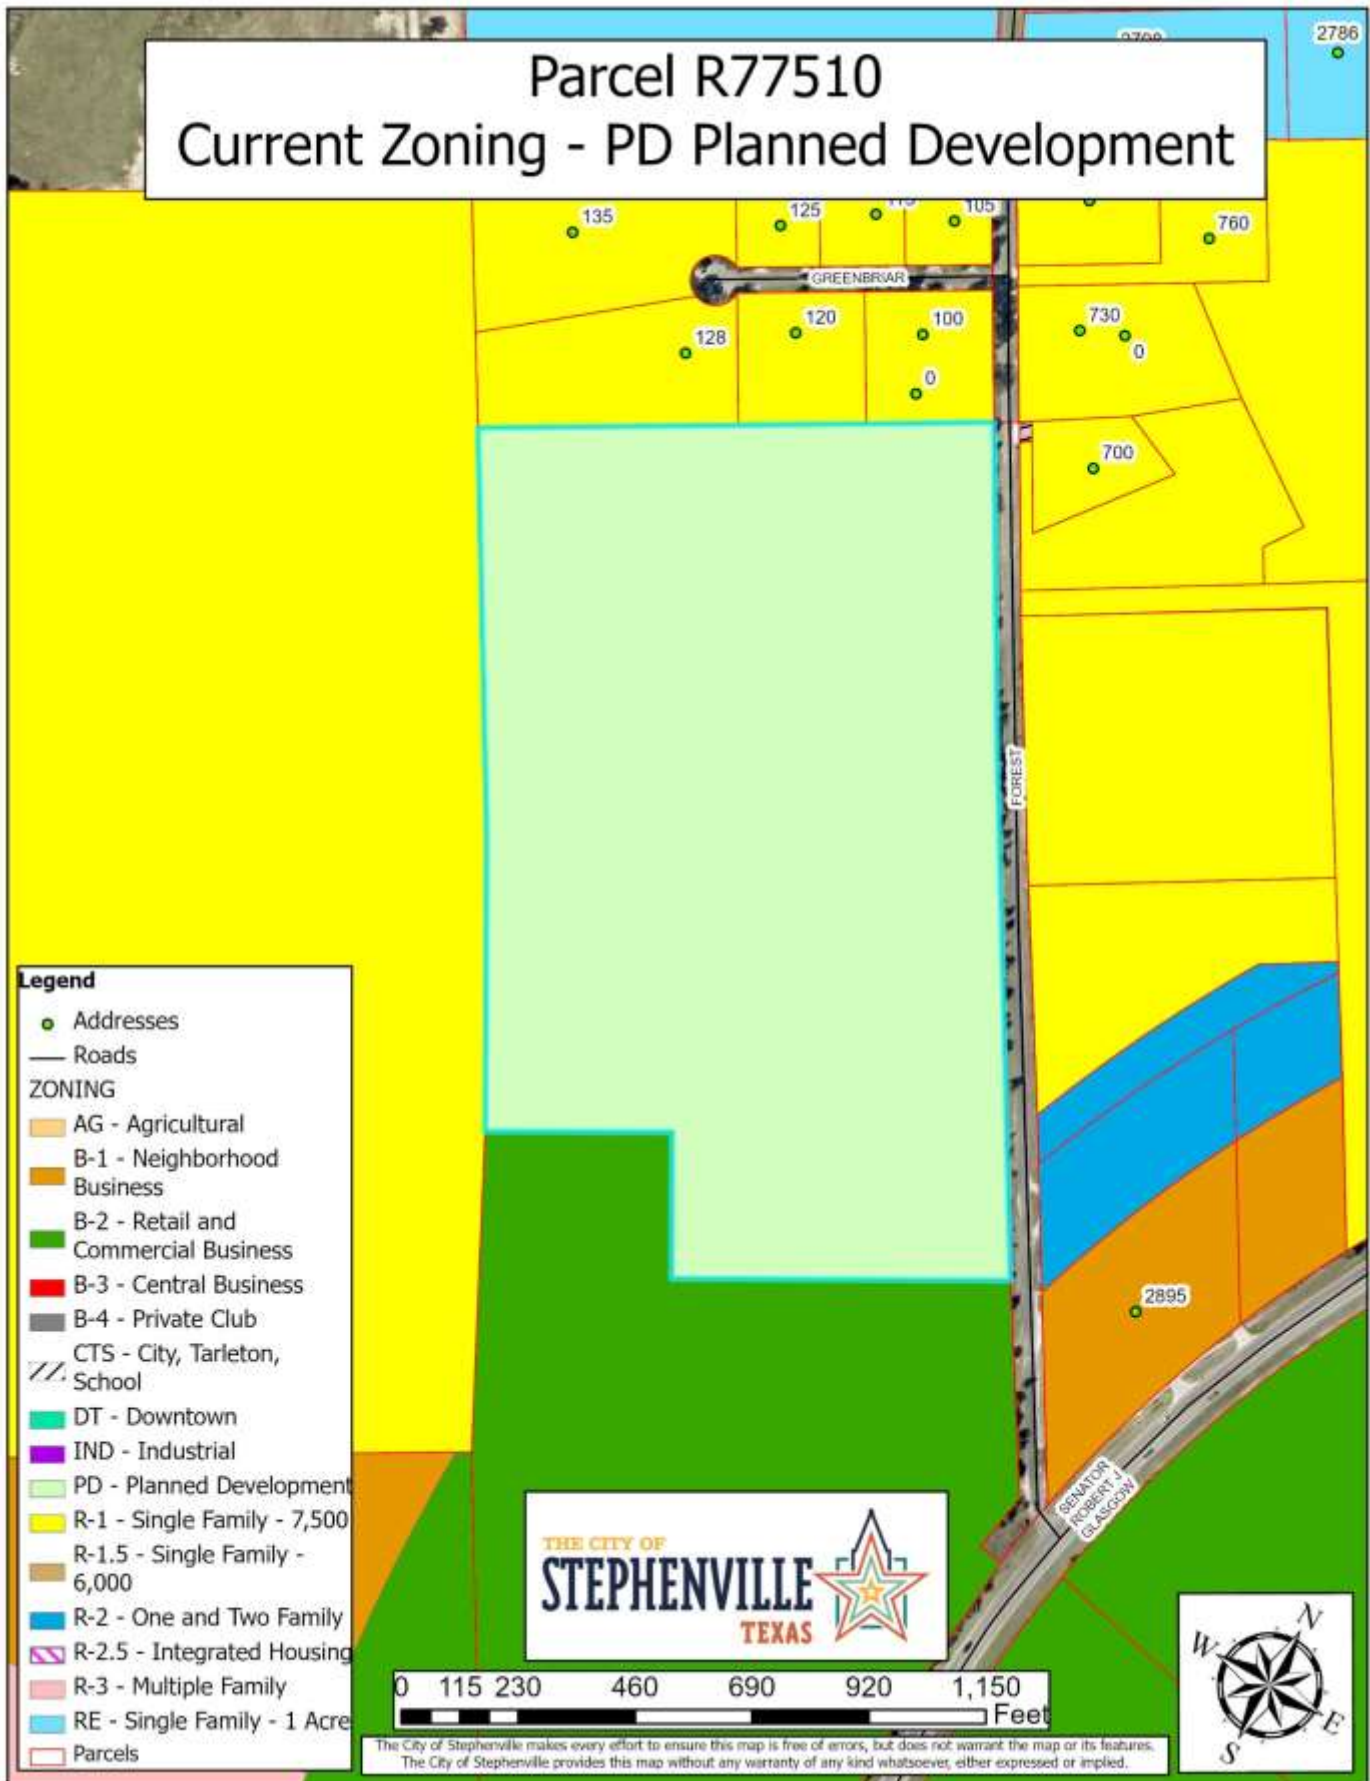 2786
Parcel R77510
Current Zoning - PD Planned Development
135
125
105
760
GREENBRIAR
128
120
100
730
0
0
700
FOREST
2895
SENATOR
ROBERT J
GLASGOW
Legend
Addresses
Roads
ZONING
AG - Agricultural
B-1 - Neighborhood
Business
B-2 - Retail and
Commercial Business
B-3 - Central Business
B-4 - Private Club
CTS - City, Tarleton,
School
DT - Downtown
IND - Industrial
PD - Planned Development
R-1 - Single Family - 7,500
R-1.5 - Single Family -
6,000
R-2 - One and Two Family
R-2.5 - Integrated Housing
R-3 - Multiple Family
RE - Single Family - 1 Acre
Parcels
THE CITY OF
STEPHENVILLE
TEXAS
0 115 230 460 690 920 1,150
Feet
The City of Stephenville makes every effort to ensure this map is free of errors, but does not warrant the map or its features.
The City of Stephenville provides this map without any warranty of any kind whatsoever, either expressed or implied.
N
W
E
S